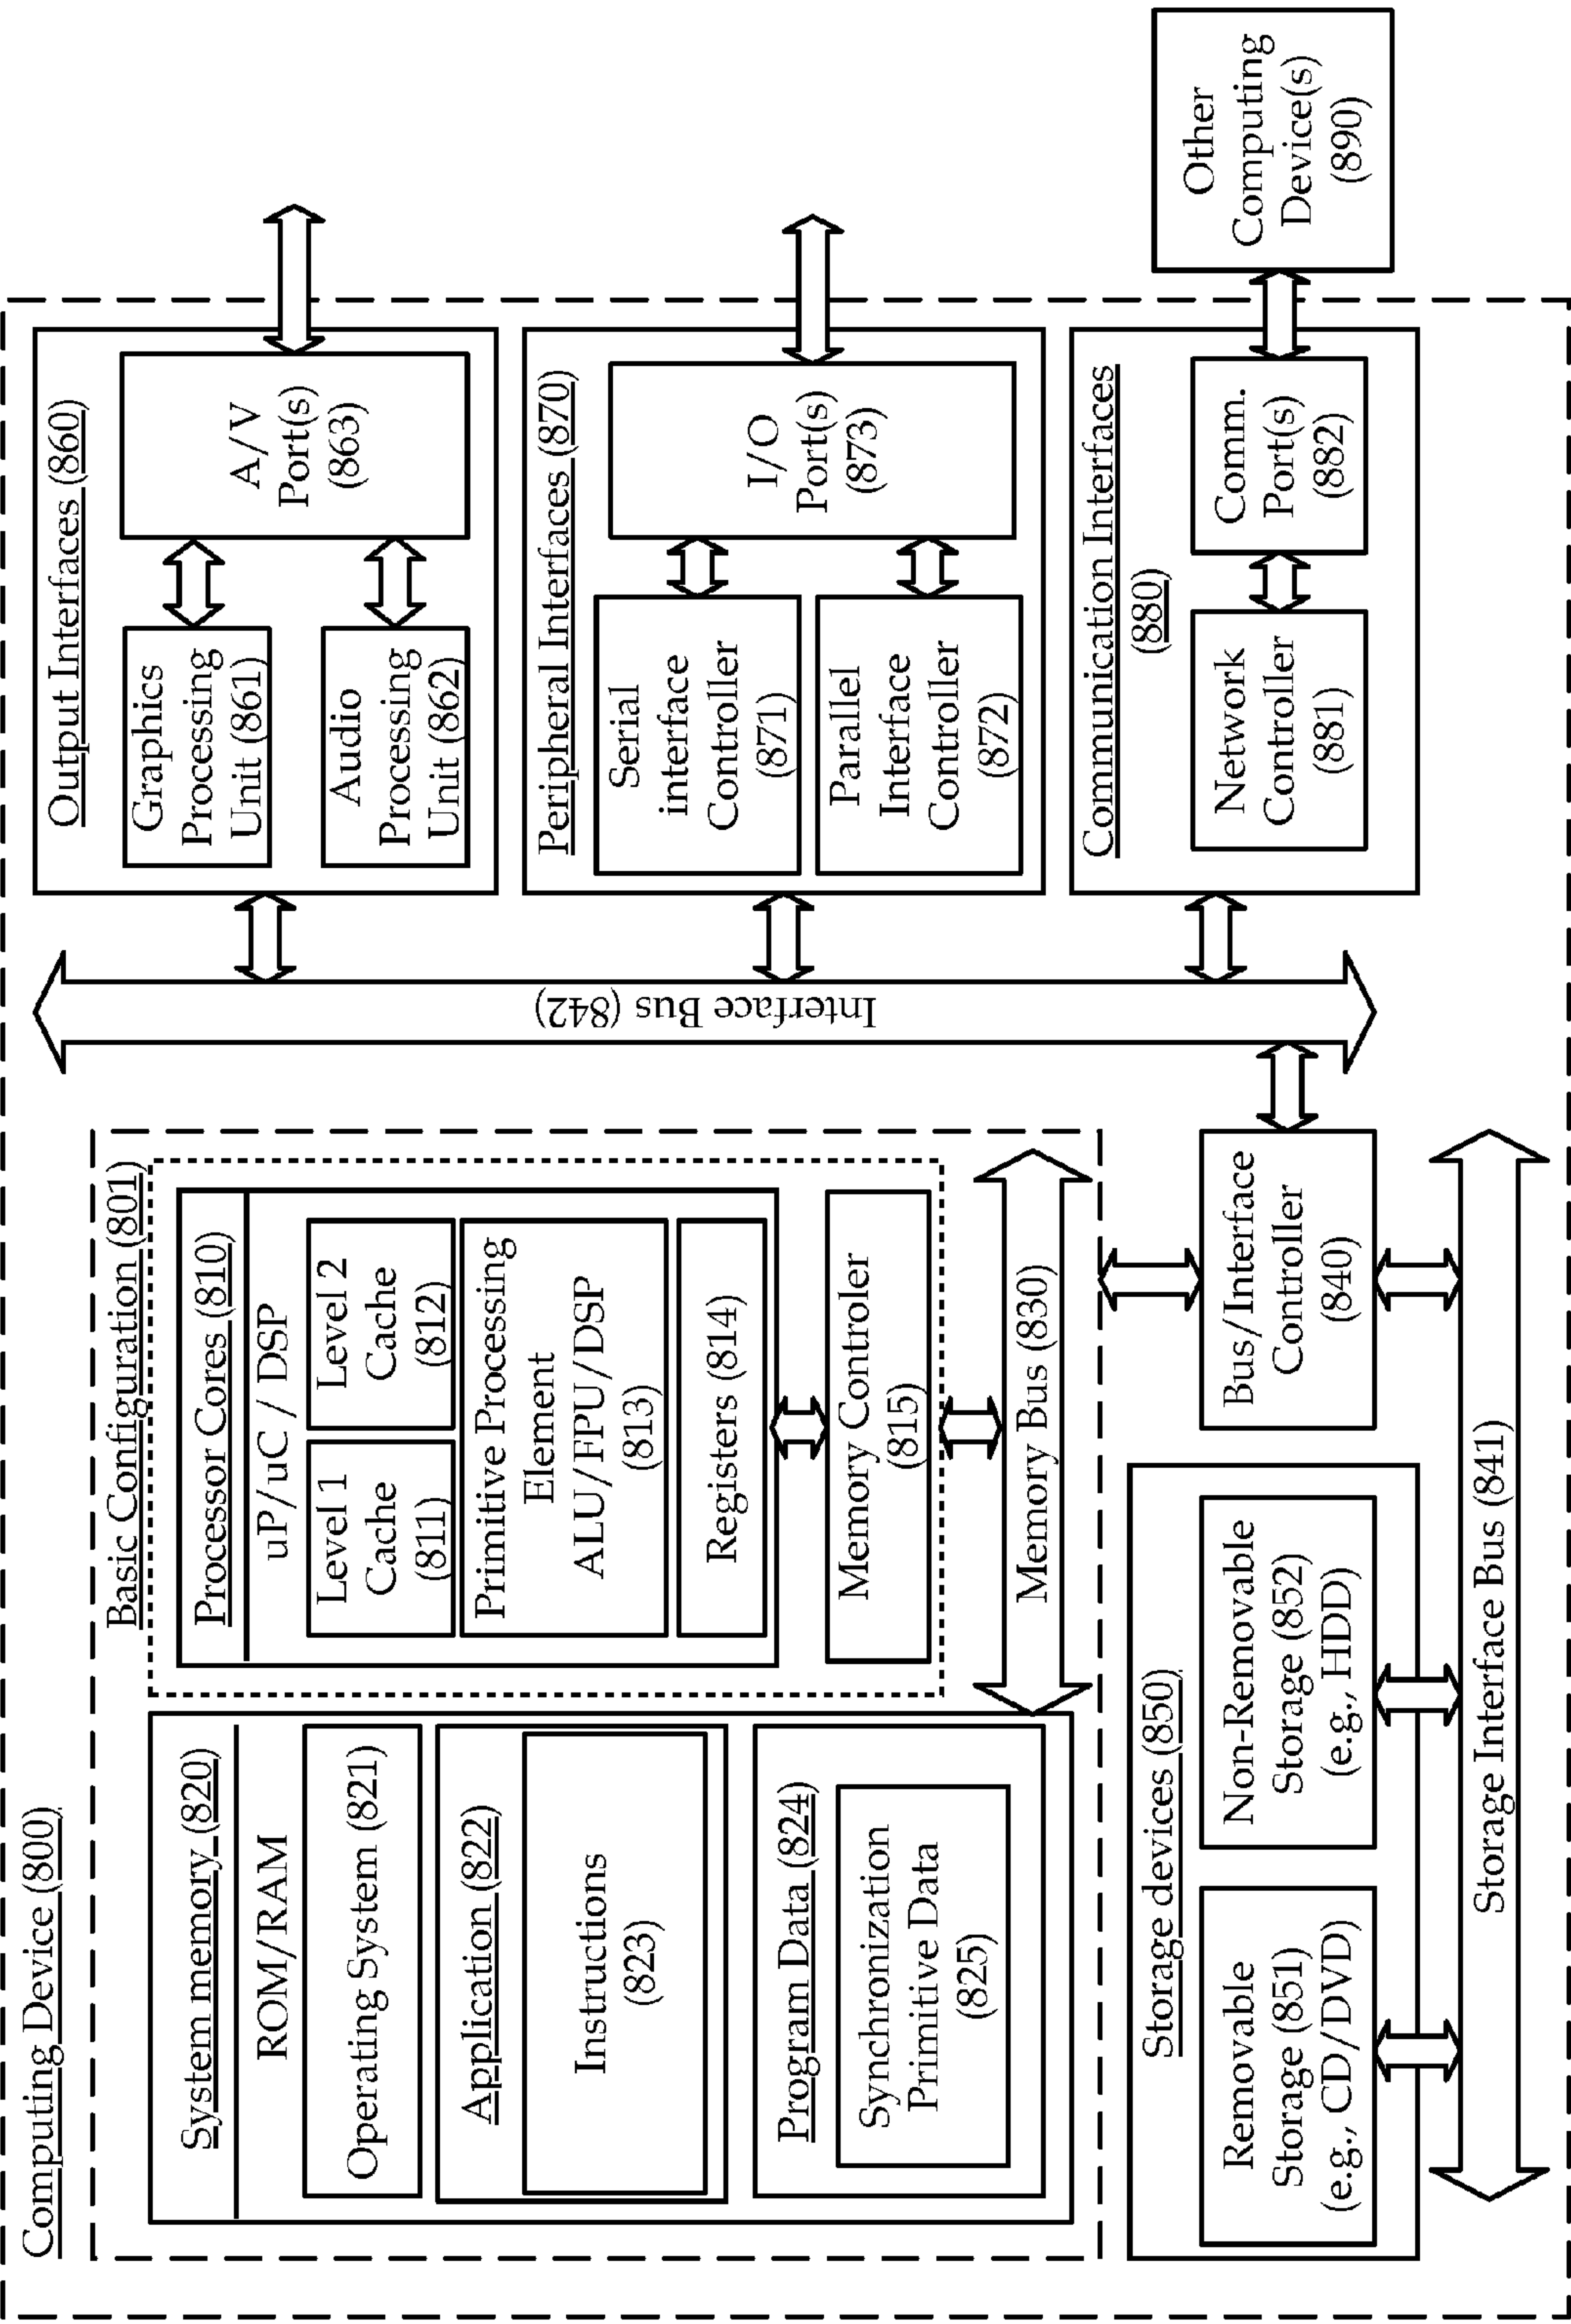 Computing Device (800)
Basic Configuration (801)
System memory (820)
ROM/RAM
Operating System (821)
Application (822)
Instructions
(823)
Program Data (824)
Synchronization
Primitive Data
(825)
Processor Cores (810)
uP/uC / DSP
Level 1
Cache
(811)
Level 2
Cache
(812)
Primitive Processing
Element
ALU/FPU/DSP
(813)
Registers (814)
Memory Controler
(815)
Memory Bus (830)
Storage devices (850)
Removable
Storage (851)
(e.g., CD/DVD)
Non-Removable
Storage (852)
(e.g., HDD)
Bus/Interface
Controller
(840)
Storage Interface Bus (841)
Interface Bus (842)
Output Interfaces (860)
Graphics
Processing
Unit (861)
Audio
Processing
Unit (862)
A/V
Port(s)
(863)
Peripheral Interfaces (870)
Serial
interface
Controller
(871)
Parallel
Interface
Controller
(872)
I/O
Port(s)
(873)
Communication Interfaces
(880)
Network
Controller
(881)
Comm.
Port(s)
(882)
Other
Computing
Device(s)
(890)